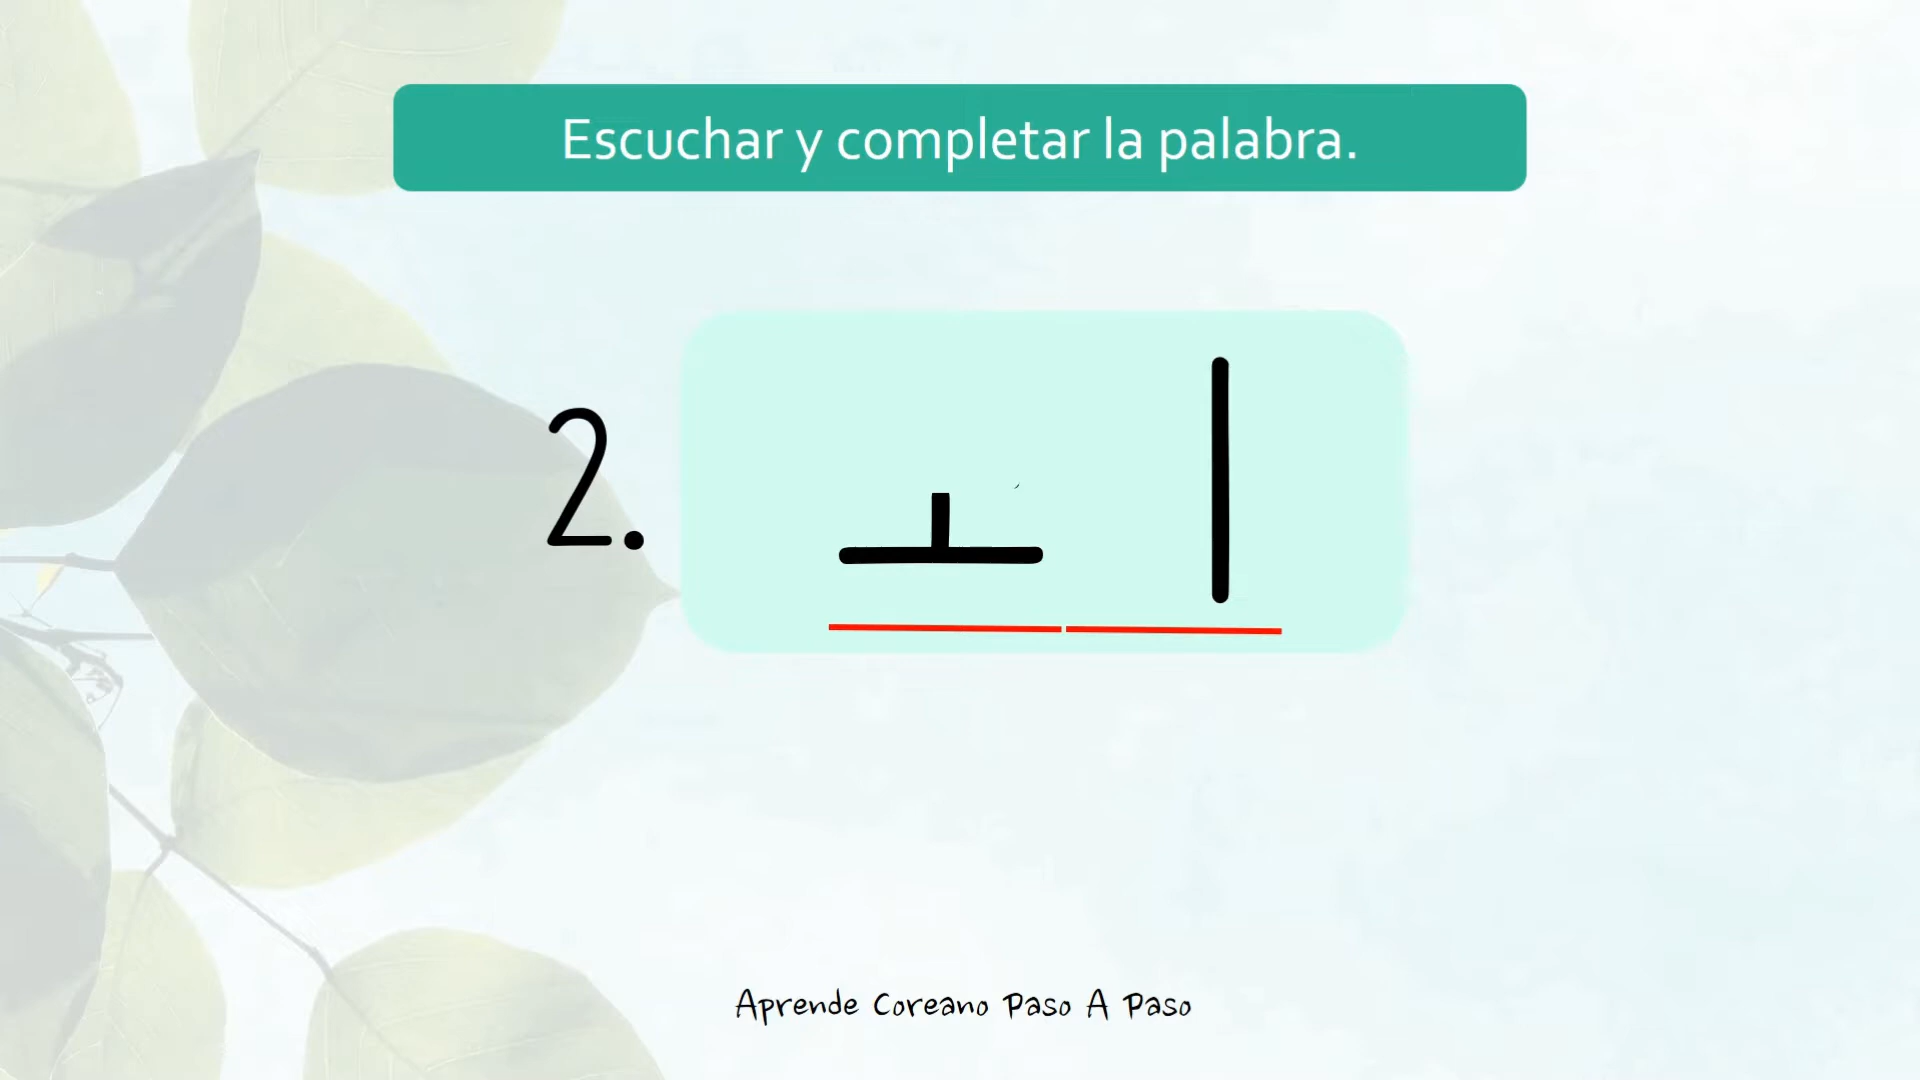 Escuchar y completar la palabra.
2. ㅗ ㅣ
Aprende Coreano Paso A Paso